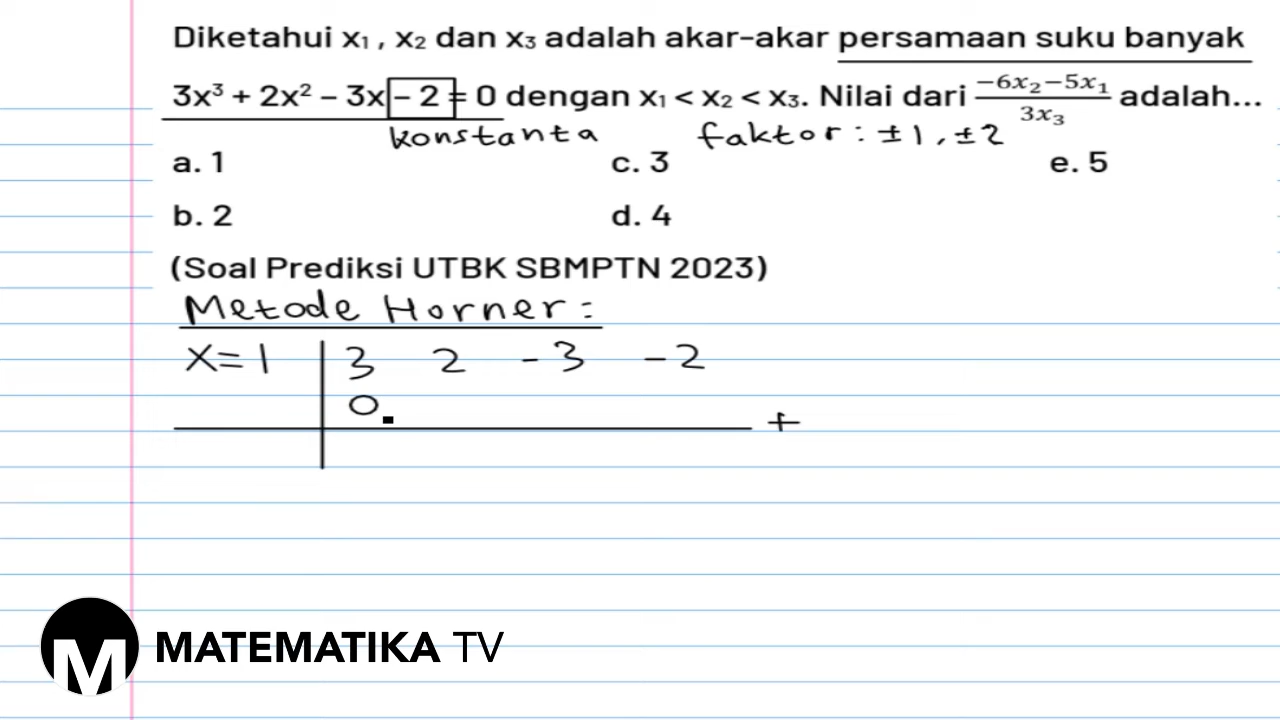 Diketahui x₁ , x₂ dan x₃ adalah akar-akar persamaan suku banyak
3x³ + 2x² – 3x – 2 = 0 dengan x₁ < x₂ < x₃. Nilai dari (−6x₂−5x₁)/(3x₃) adalah...
konstanta faktor : ±1 , ±2
a. 1 c. 3 e. 5
b. 2 d. 4
(Soal Prediksi UTBK SBMPTN 2023)
Metode Horner :
x = 1 | 3 2 -3 -2
0 +
M MATEMATIKA TV